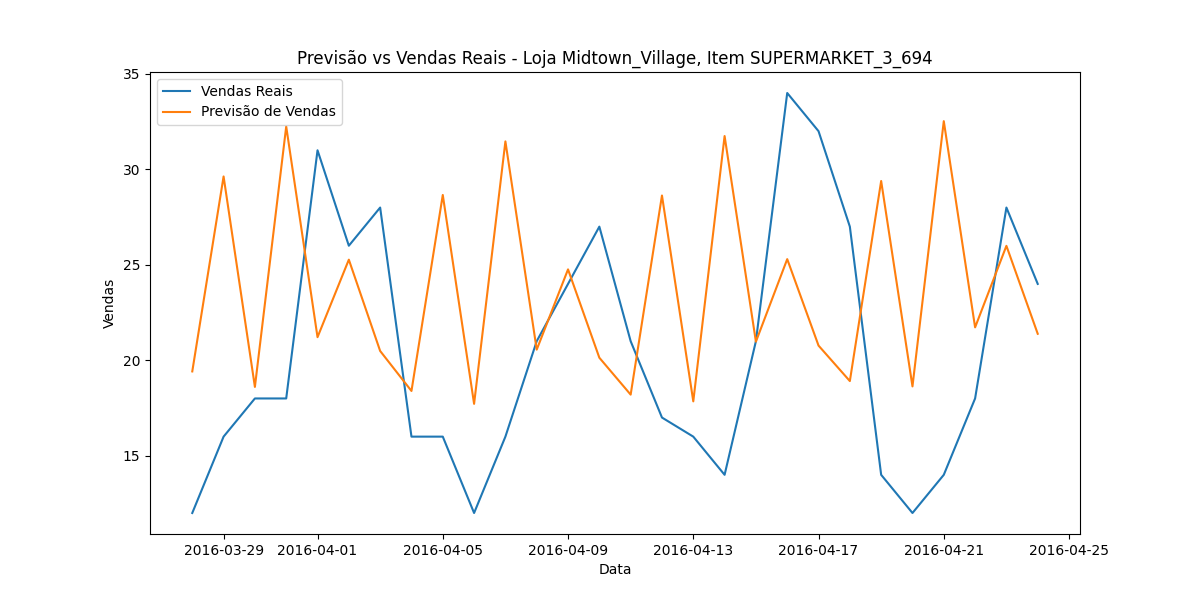 Previsão vs Vendas Reais - Loja Midtown_Village, Item SUPERMARKET_3_694
Vendas Reais
Previsão de Vendas
35
30
25
20
15
Vendas
2016-03-29 2016-04-01 2016-04-05 2016-04-09 2016-04-13 2016-04-17 2016-04-21 2016-04-25
Data